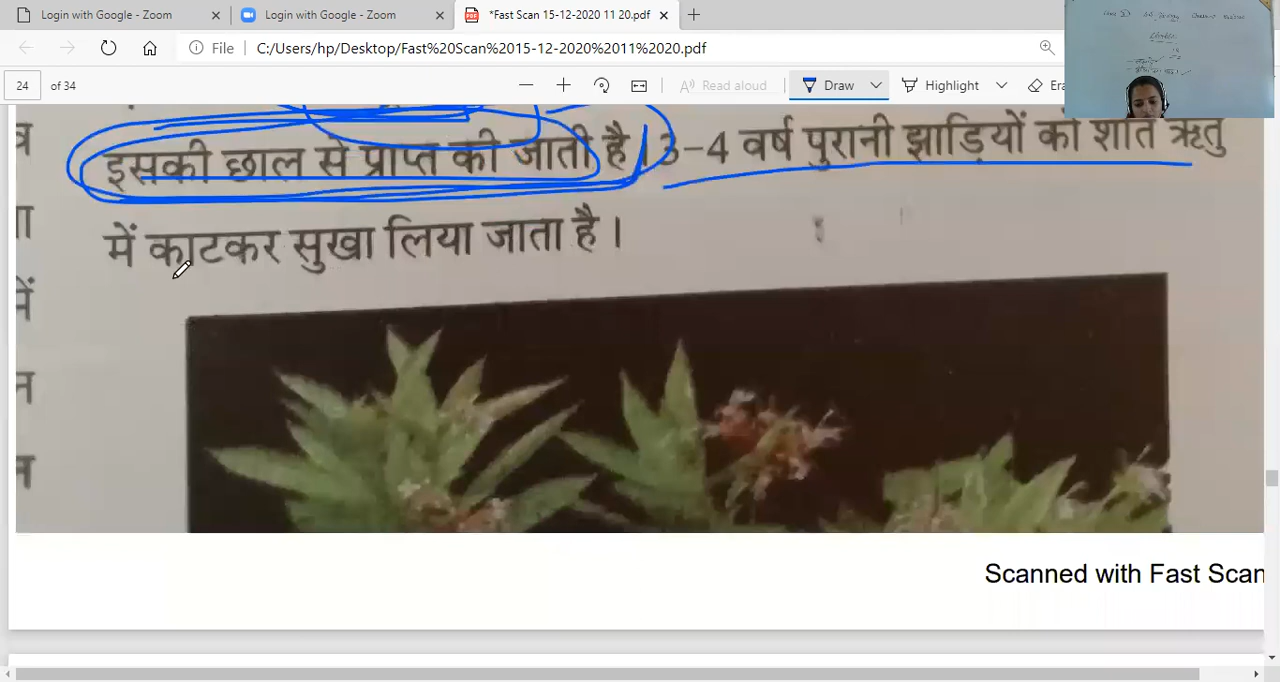 Login with Google - Zoom
Login with Google - Zoom
*Fast Scan 15-12-2020 11 20.pdf
File
C:/Users/hp/Desktop/Fast%20Scan%2015-12-2020%2011%2020.pdf
24 of 34
Read aloud
Draw
Highlight
Era
इसकी छाल से प्राप्त की जाती है। 3-4 वर्ष पुरानी झाड़ियों को शीत ऋतु
में काटकर सुखा लिया जाता है।
Scanned with Fast Scan